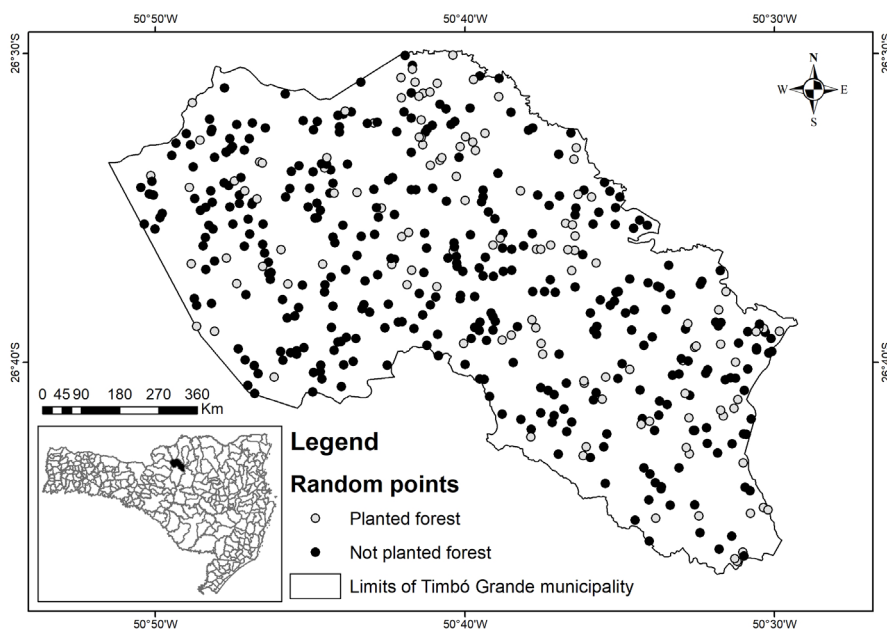 50°50'W 50°40'W 50°30'W
26°30'S 26°30'S
N
W E
S
26°40'S 26°40'S
0 45 90 180 270 360
Km
Legend
Random points
Planted forest
Not planted forest
Limits of Timbó Grande municipality
50°50'W 50°40'W 50°30'W